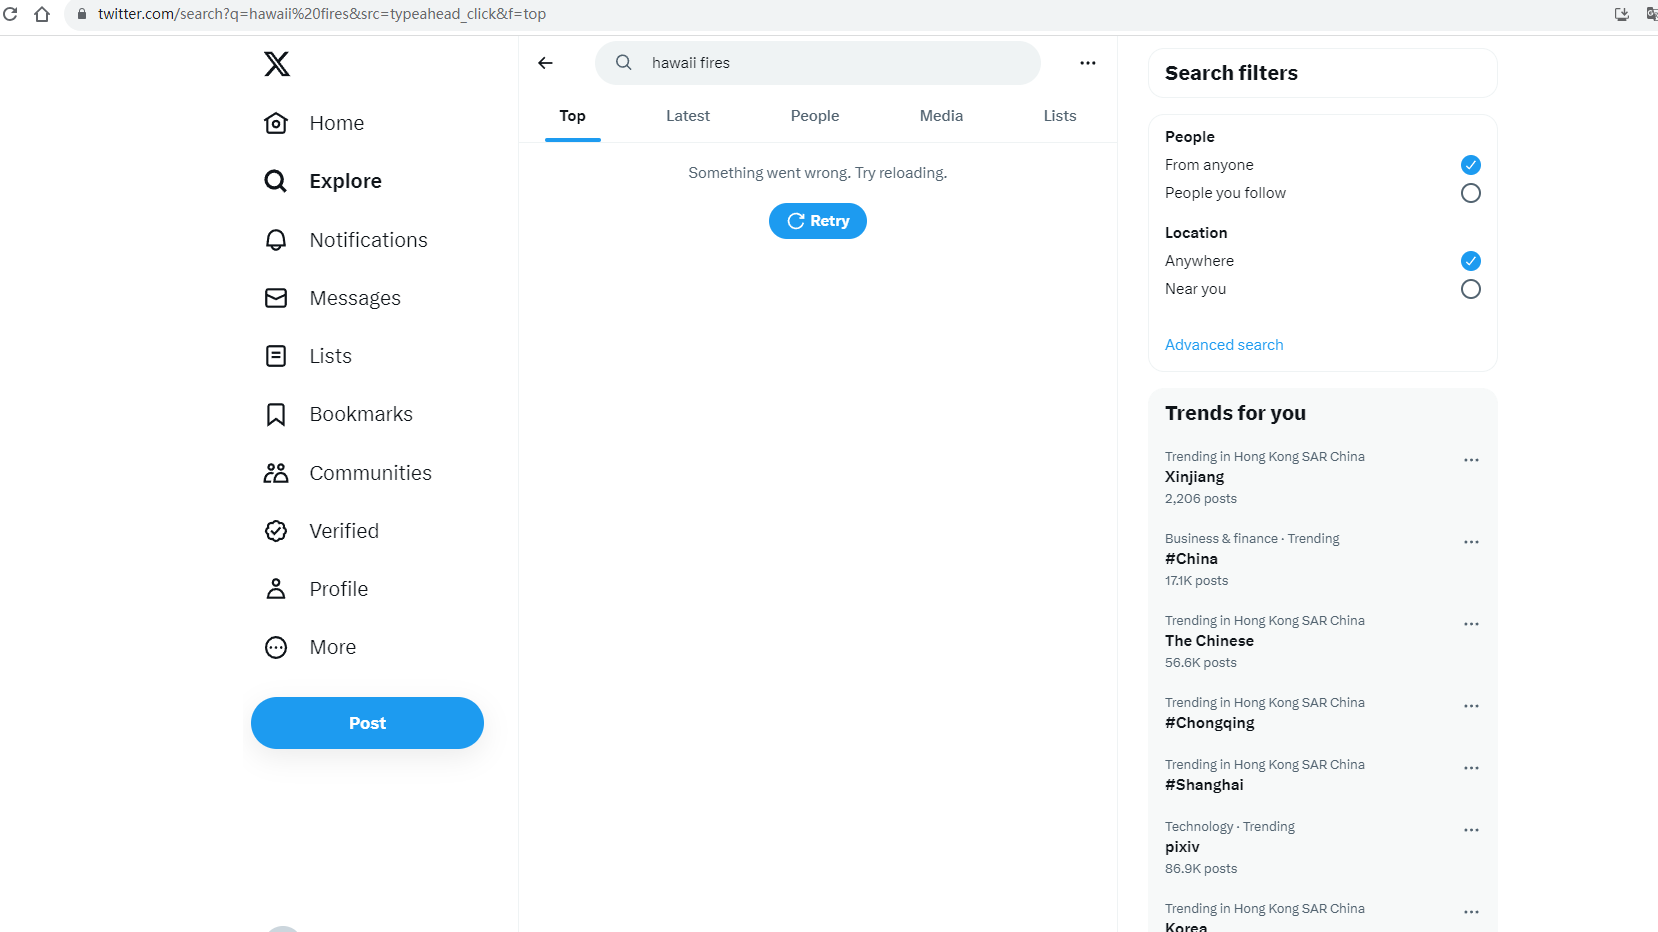 twitter.com/search?q=hawaii%20fires&src=typeahead_click&f=top
Home
Explore
Notifications
Messages
Lists
Bookmarks
Communities
Verified
Profile
More
Post
hawaii fires
Top
Latest
People
Media
Lists
Something went wrong. Try reloading.
Retry
Search filters
People
From anyone
People you follow
Location
Anywhere
Near you
Advanced search
Trends for you
Trending in Hong Kong SAR China
Xinjiang
2,206 posts
Business & finance · Trending
#China
17.1K posts
Trending in Hong Kong SAR China
The Chinese
56.6K posts
Trending in Hong Kong SAR China
#Chongqing
Trending in Hong Kong SAR China
#Shanghai
Technology · Trending
pixiv
86.9K posts
Trending in Hong Kong SAR China
Korea